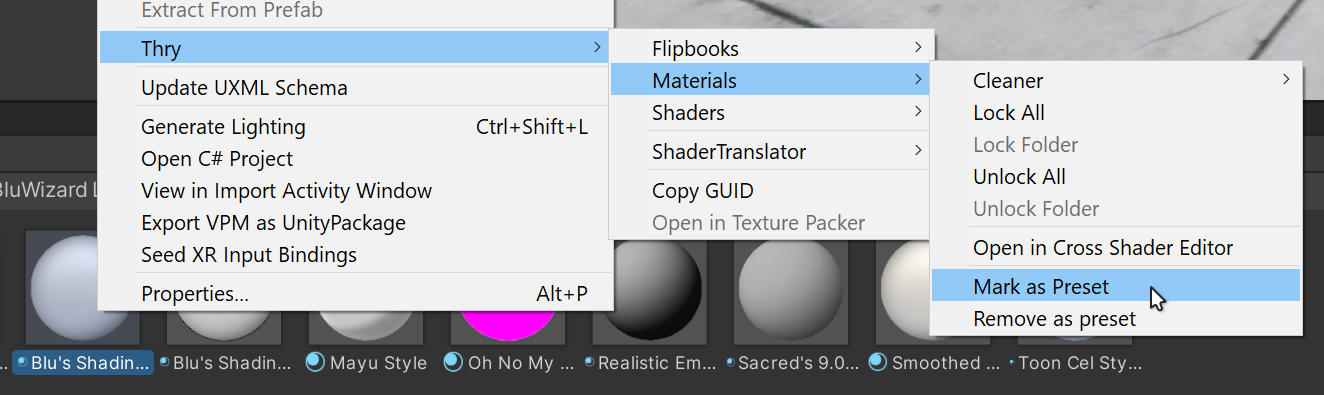 Extract From Prefab
Thry
Update UXML Schema
Generate Lighting Ctrl+Shift+L
Open C# Project
View in Import Activity Window
Export VPM as UnityPackage
Seed XR Input Bindings
Properties... Alt+P
Flipbooks
Materials
Shaders
ShaderTranslator
Copy GUID
Open in Texture Packer
Cleaner
Lock All
Lock Folder
Unlock All
Unlock Folder
Open in Cross Shader Editor
Mark as Preset
Remove as preset
BluWizard L
Blu's Shadin...
Blu's Shadin...
Mayu Style
Oh No My ...
Realistic Em...
Sacred's 9.0...
Smoothed ...
Toon Cel Sty...